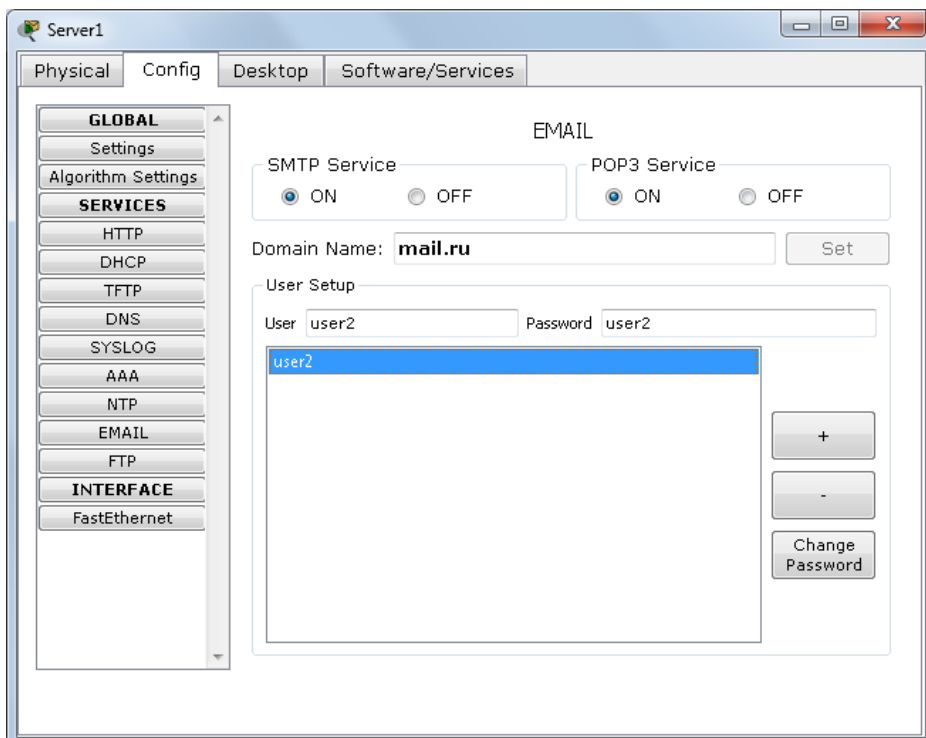 Server1
Physical Config Desktop Software/Services
GLOBAL
Settings
Algorithm Settings
SERVICES
HTTP
DHCP
TFTP
DNS
SYSLOG
AAA
NTP
EMAIL
FTP
INTERFACE
FastEthernet
EMAIL
SMTP Service
ON OFF
POP3 Service
ON OFF
Domain Name: mail.ru Set
User Setup
User user2 Password user2
user2
+
-
Change
Password